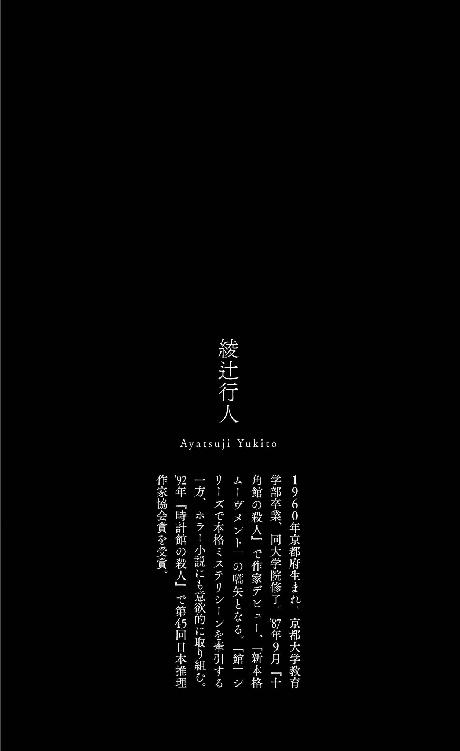 綾辻行人
Ayatsuji Yukito
1960年京都府生まれ。京都大学教育
学部卒業、同大学院修了。'87年9月『十
角館の殺人』で作家デビュー、「新本格
ムーヴメント」の嚆矢となる。「館」シ
リーズで本格ミステリシーンを牽引する
一方、ホラー小説にも意欲的に取り組む。
'92年『時計館の殺人』で第45回日本推理
作家協会賞を受賞。